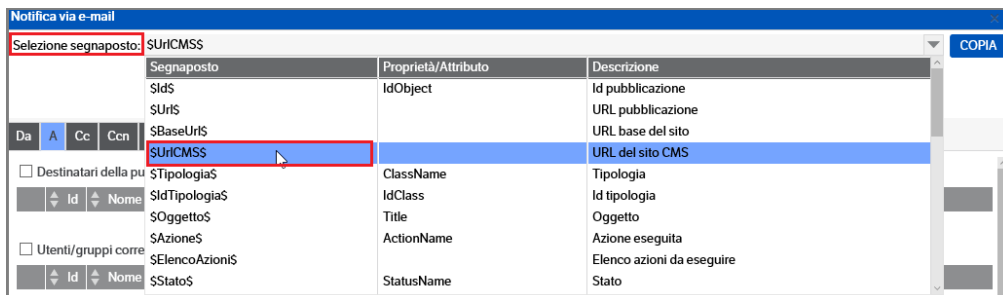 Notifica via e-mail
Selezione segnaposto: $UrlCMS$ COPIA
Segnaposto Proprietà/Attributo Descrizione
$Id$ IdObject Id pubblicazione
$Url$ URL pubblicazione
Da A Cc Ccn $BaseUrl$ URL base del sito
$UrlCMS$ URL del sito CMS
Destinatari della pu $Tipologia$ ClassName Tipologia
Id Nome $IdTipologia$ IdClass Id tipologia
$Oggetto$ Title Oggetto
Utenti/gruppi corre $Azione$ ActionName Azione eseguita
$ElencoAzioni$ Elenco azioni da eseguire
Id Nome $Stato$ StatusName Stato